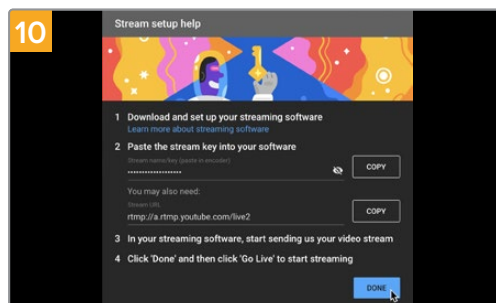 10
Stream setup help
1 Download and set up your streaming software
Learn more about streaming software
2 Paste the stream key into your software
Stream name/key (paste in encoder)
••••••••••••••••••• COPY
You may also need:
Stream URL
rtmp://a.rtmp.youtube.com/live2 COPY
3 In your streaming software, start sending us your video stream
4 Click 'Done' and then click 'Go Live' to start streaming
DONE